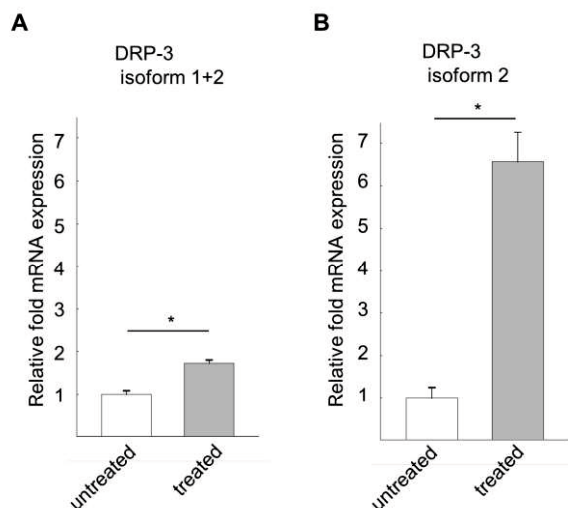 A
DRP-3
isoform 1+2
Relative fold mRNA expression
7
6
5
4
3
2
1
*
untreated
treated
B
DRP-3
isoform 2
Relative fold mRNA expression
7
6
5
4
3
2
1
*
untreated
treated